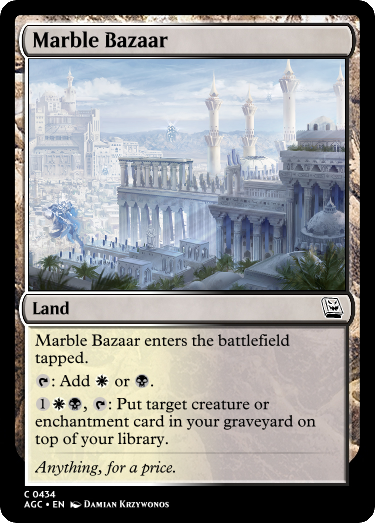 Marble Bazaar
Land
Marble Bazaar enters the battlefield
tapped.
: Add or .
1, : Put target creature or
enchantment card in your graveyard on
top of your library.
Anything, for a price.
C 0434
AGC • EN Damian Krzywonos